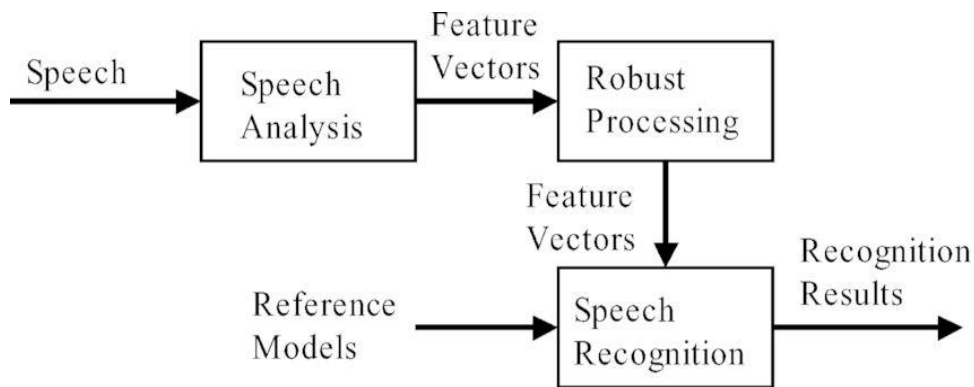 Speech
Speech
Analysis
Feature
Vectors
Robust
Processing
Feature
Vectors
Reference
Models
Speech
Recognition
Recognition
Results